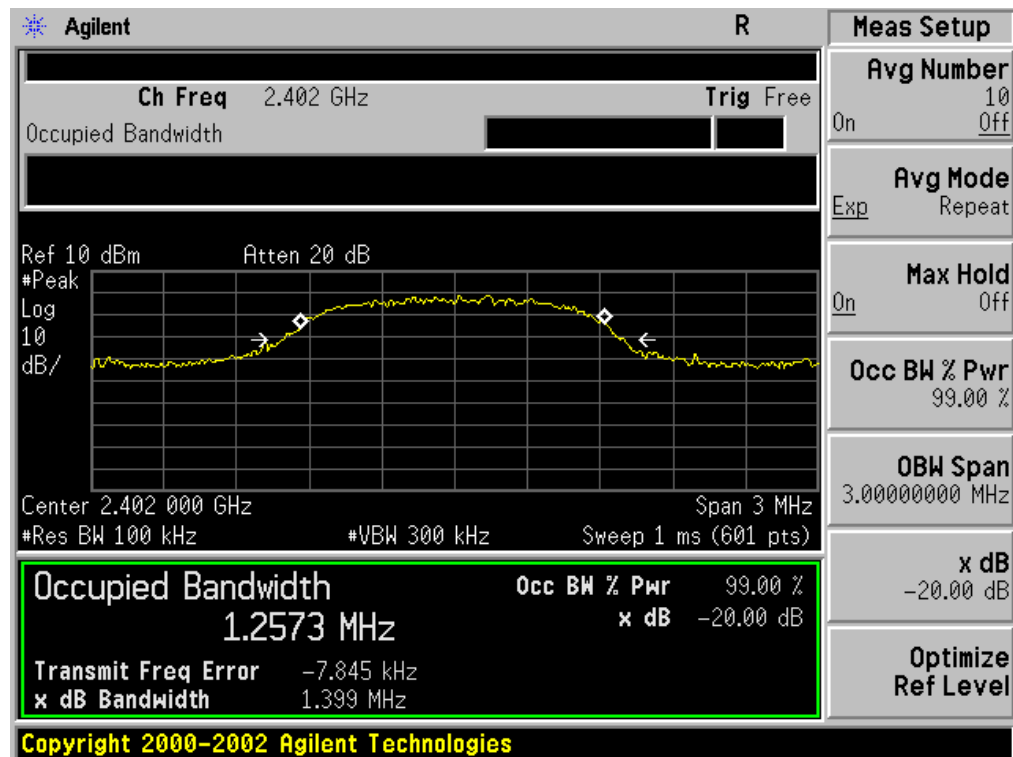 Agilent R
Ch Freq 2.402 GHz Trig Free
Occupied Bandwidth
Ref 10 dBm Atten 20 dB
#Peak
Log
10
dB/
Center 2.402 000 GHz Span 3 MHz
#Res BW 100 kHz #VBW 300 kHz Sweep 1 ms (601 pts)
Occupied Bandwidth Occ BW % Pwr 99.00 %
1.2573 MHz x dB -20.00 dB
Transmit Freq Error -7.845 kHz
x dB Bandwidth 1.399 MHz
Copyright 2000-2002 Agilent Technologies
Meas Setup
Avg Number
10
On Off
Avg Mode
Exp Repeat
Max Hold
On Off
Occ BW % Pwr
99.00 %
OBW Span
3.00000000 MHz
x dB
-20.00 dB
Optimize
Ref Level